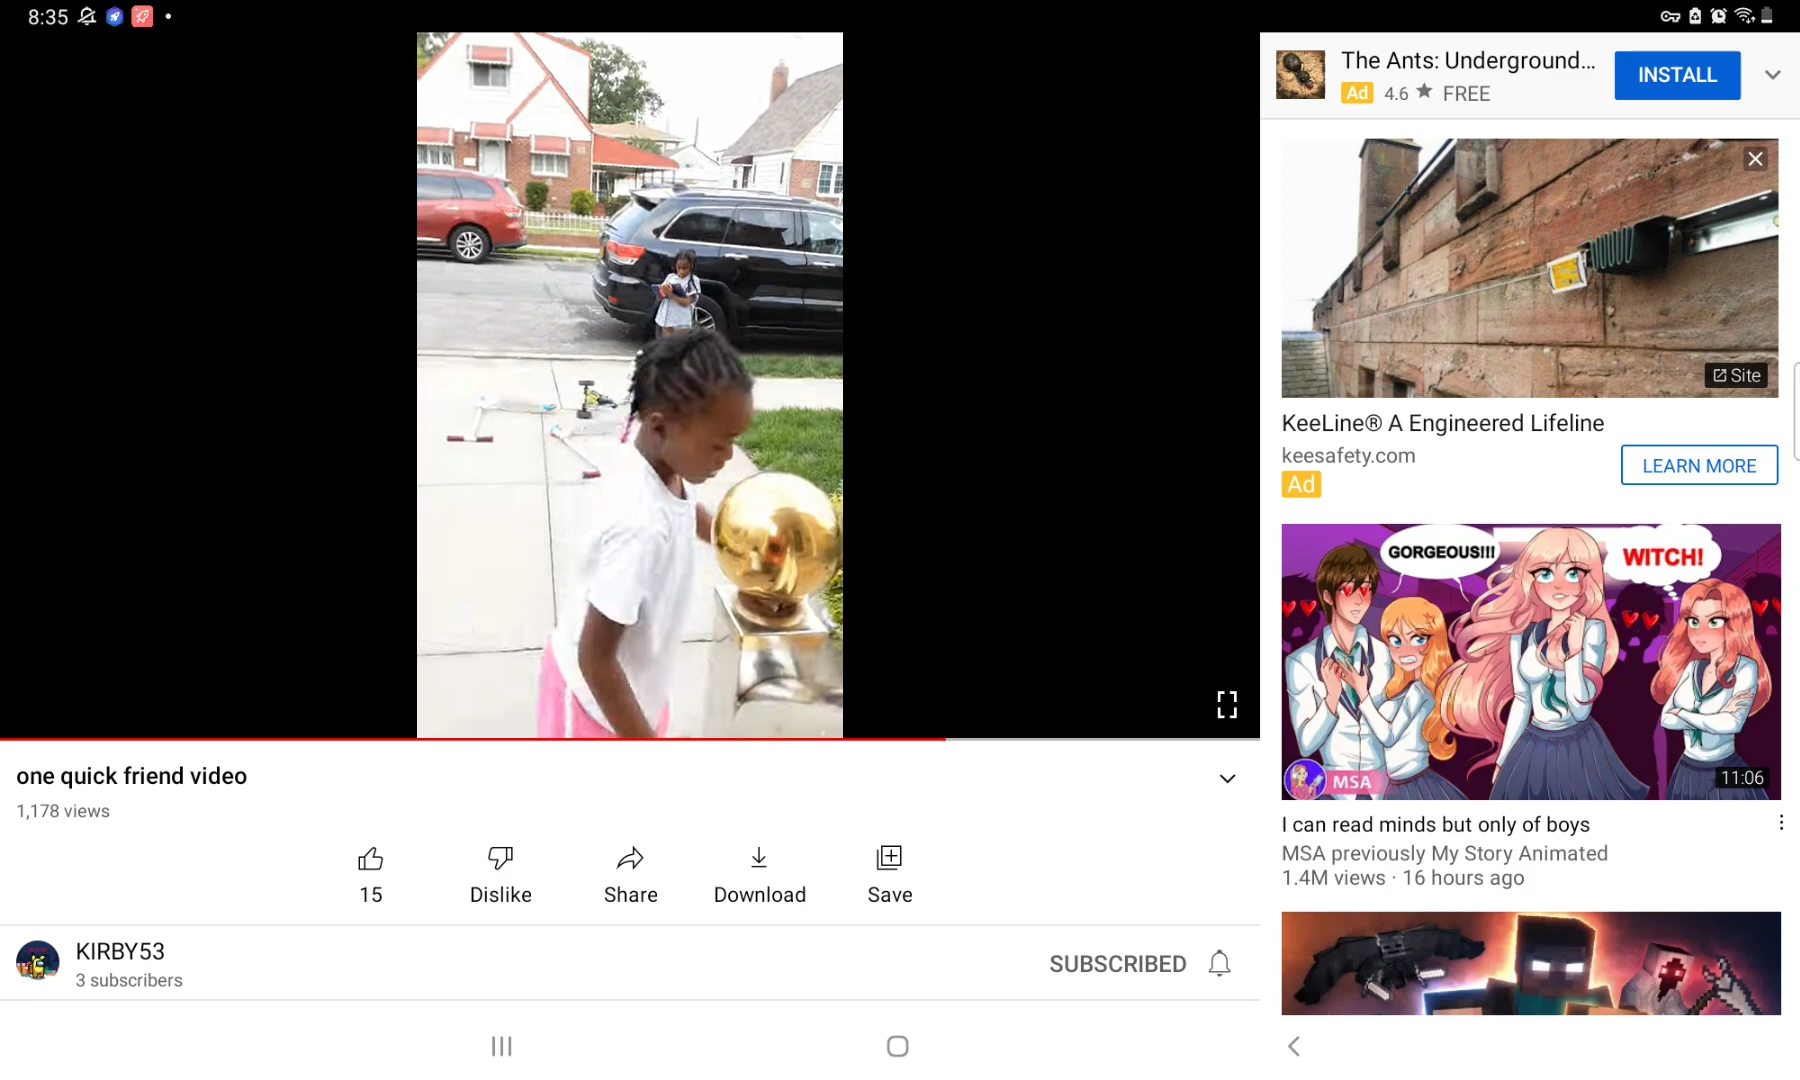 8:35
The Ants: Underground...
Ad 4.6 ★ FREE
INSTALL
Site
KeeLine® A Engineered Lifeline
keesafety.com
Ad
LEARN MORE
GORGEOUS!!!
WITCH!
MSA
11:06
I can read minds but only of boys
MSA previously My Story Animated
1.4M views · 16 hours ago
one quick friend video
1,178 views
15
Dislike
Share
Download
Save
KIRBY53
3 subscribers
SUBSCRIBED